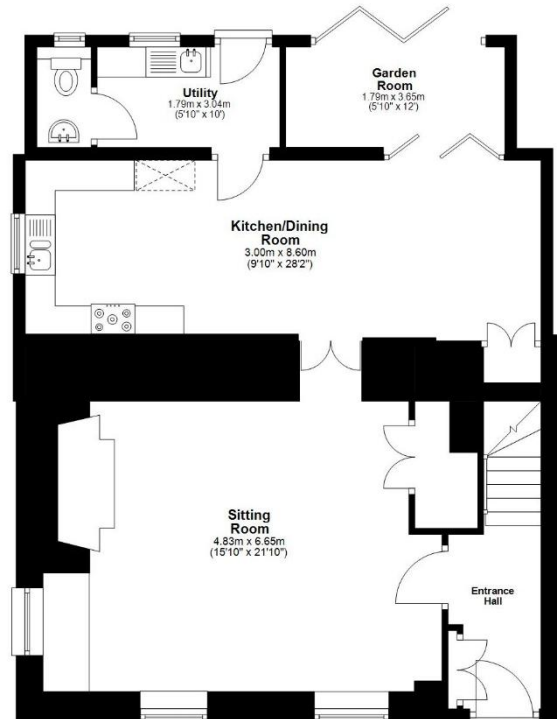 Utility
1.79m x 3.04m
(5'10" x 10')
Garden
Room
1.79m x 3.65m
(5'10" x 12')
Kitchen/Dining
Room
3.00m x 8.60m
(9'10" x 28'2")
Sitting
Room
4.83m x 6.65m
(15'10" x 21'10")
Entrance
Hall